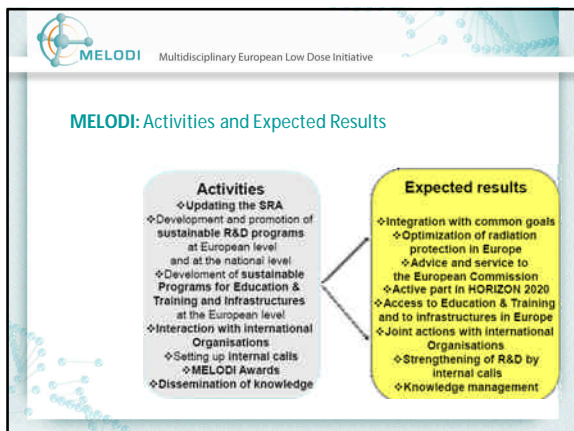 MELODI Multidisciplinary European Low Dose Initiative
MELODI: Activities and Expected Results
Activities
❖Updating the SRA
❖Development and promotion of
sustainable R&D programs
at European level
and at the national level
❖Develoment of sustainable
Programs for Education &
Training and Infrastructures
at the European level
❖Interaction with international
Organisations
❖Setting up internal calls
❖MELODI Awards
❖Dissemination of knowledge
Expected results
❖Integration with common goals
❖Optimization of radiation
protection in Europe
❖Advice and service to
the European Commission
❖Active part in HORIZON 2020
❖Access to Education & Training
and to infrastructures in Europe
❖Joint actions with international
Organisations
❖Strengthening of R&D by
internal calls
❖Knowledge management